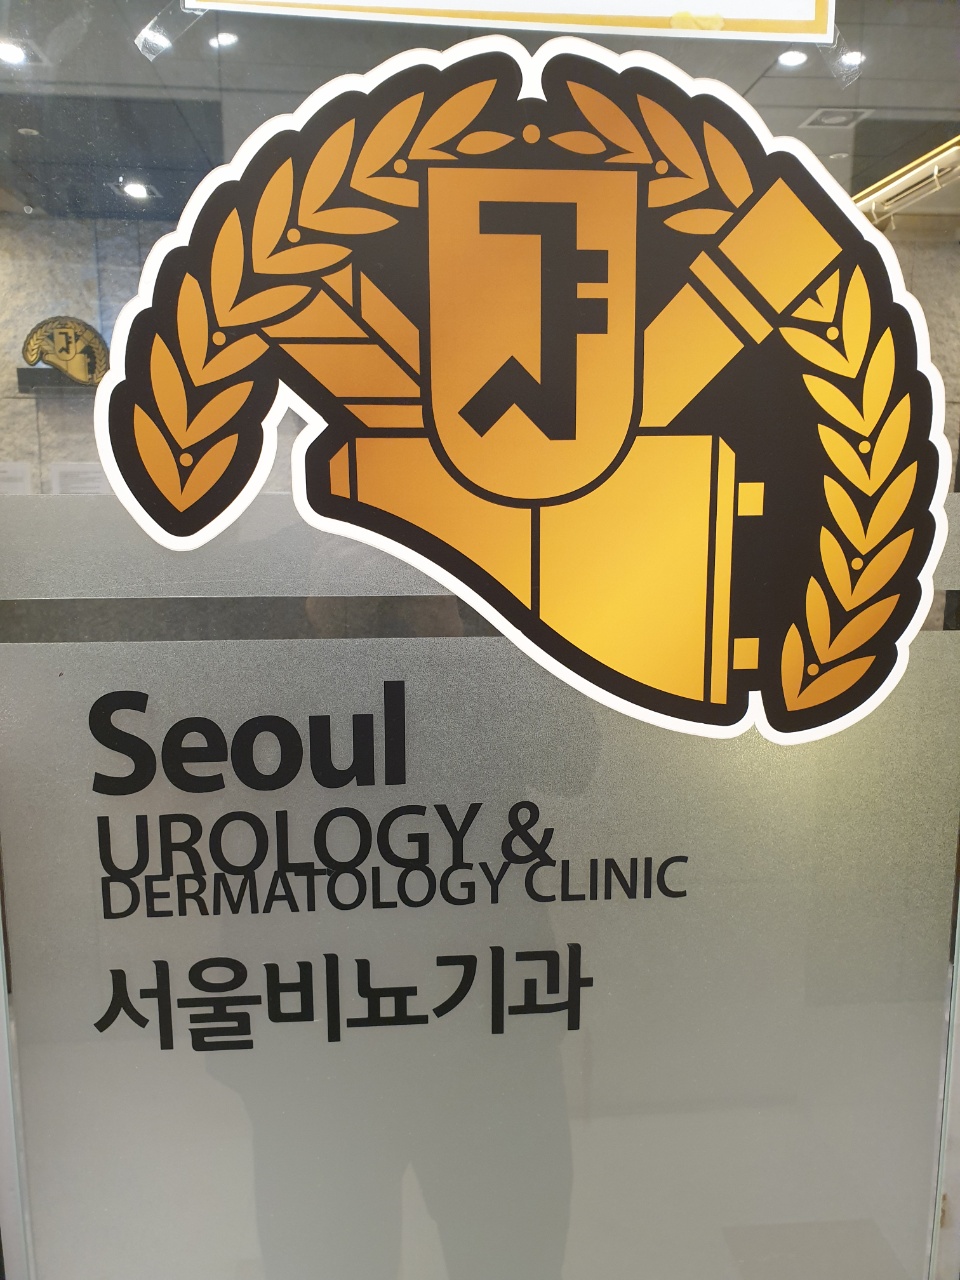 Seoul
UROLOGY &
DERMATOLOGY CLINIC
서울비뇨기과